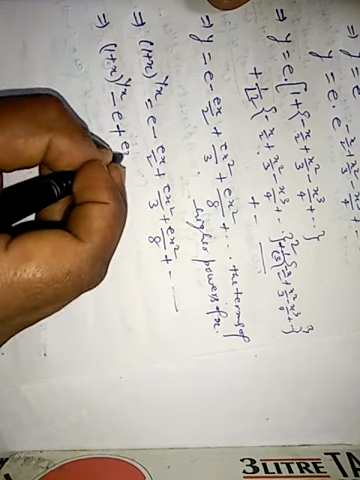 ⇒ y = e
y = e · e^{-x/2 + x²/3 - x³/4 + ...
⇒ y = e [ 1 + { -x/2 + x²/3 - x³/4 + ... }
+ 1/2! { -x/2 + x²/3 - x³/4 + ... }² + 1/3! { -x/2 + x²/3 - x³/4 + ... }³
+ ...
⇒ y = e - ex/2 + ex²/3 + ex²/8 + ... the terms of
higher powers of x.
⇒ (1+x)^{1/x} = e - ex/2 + ex²/3 + ex²/8 + ...
⇒ (1+x)^{1/x} - e + ex
3 LITRE TA